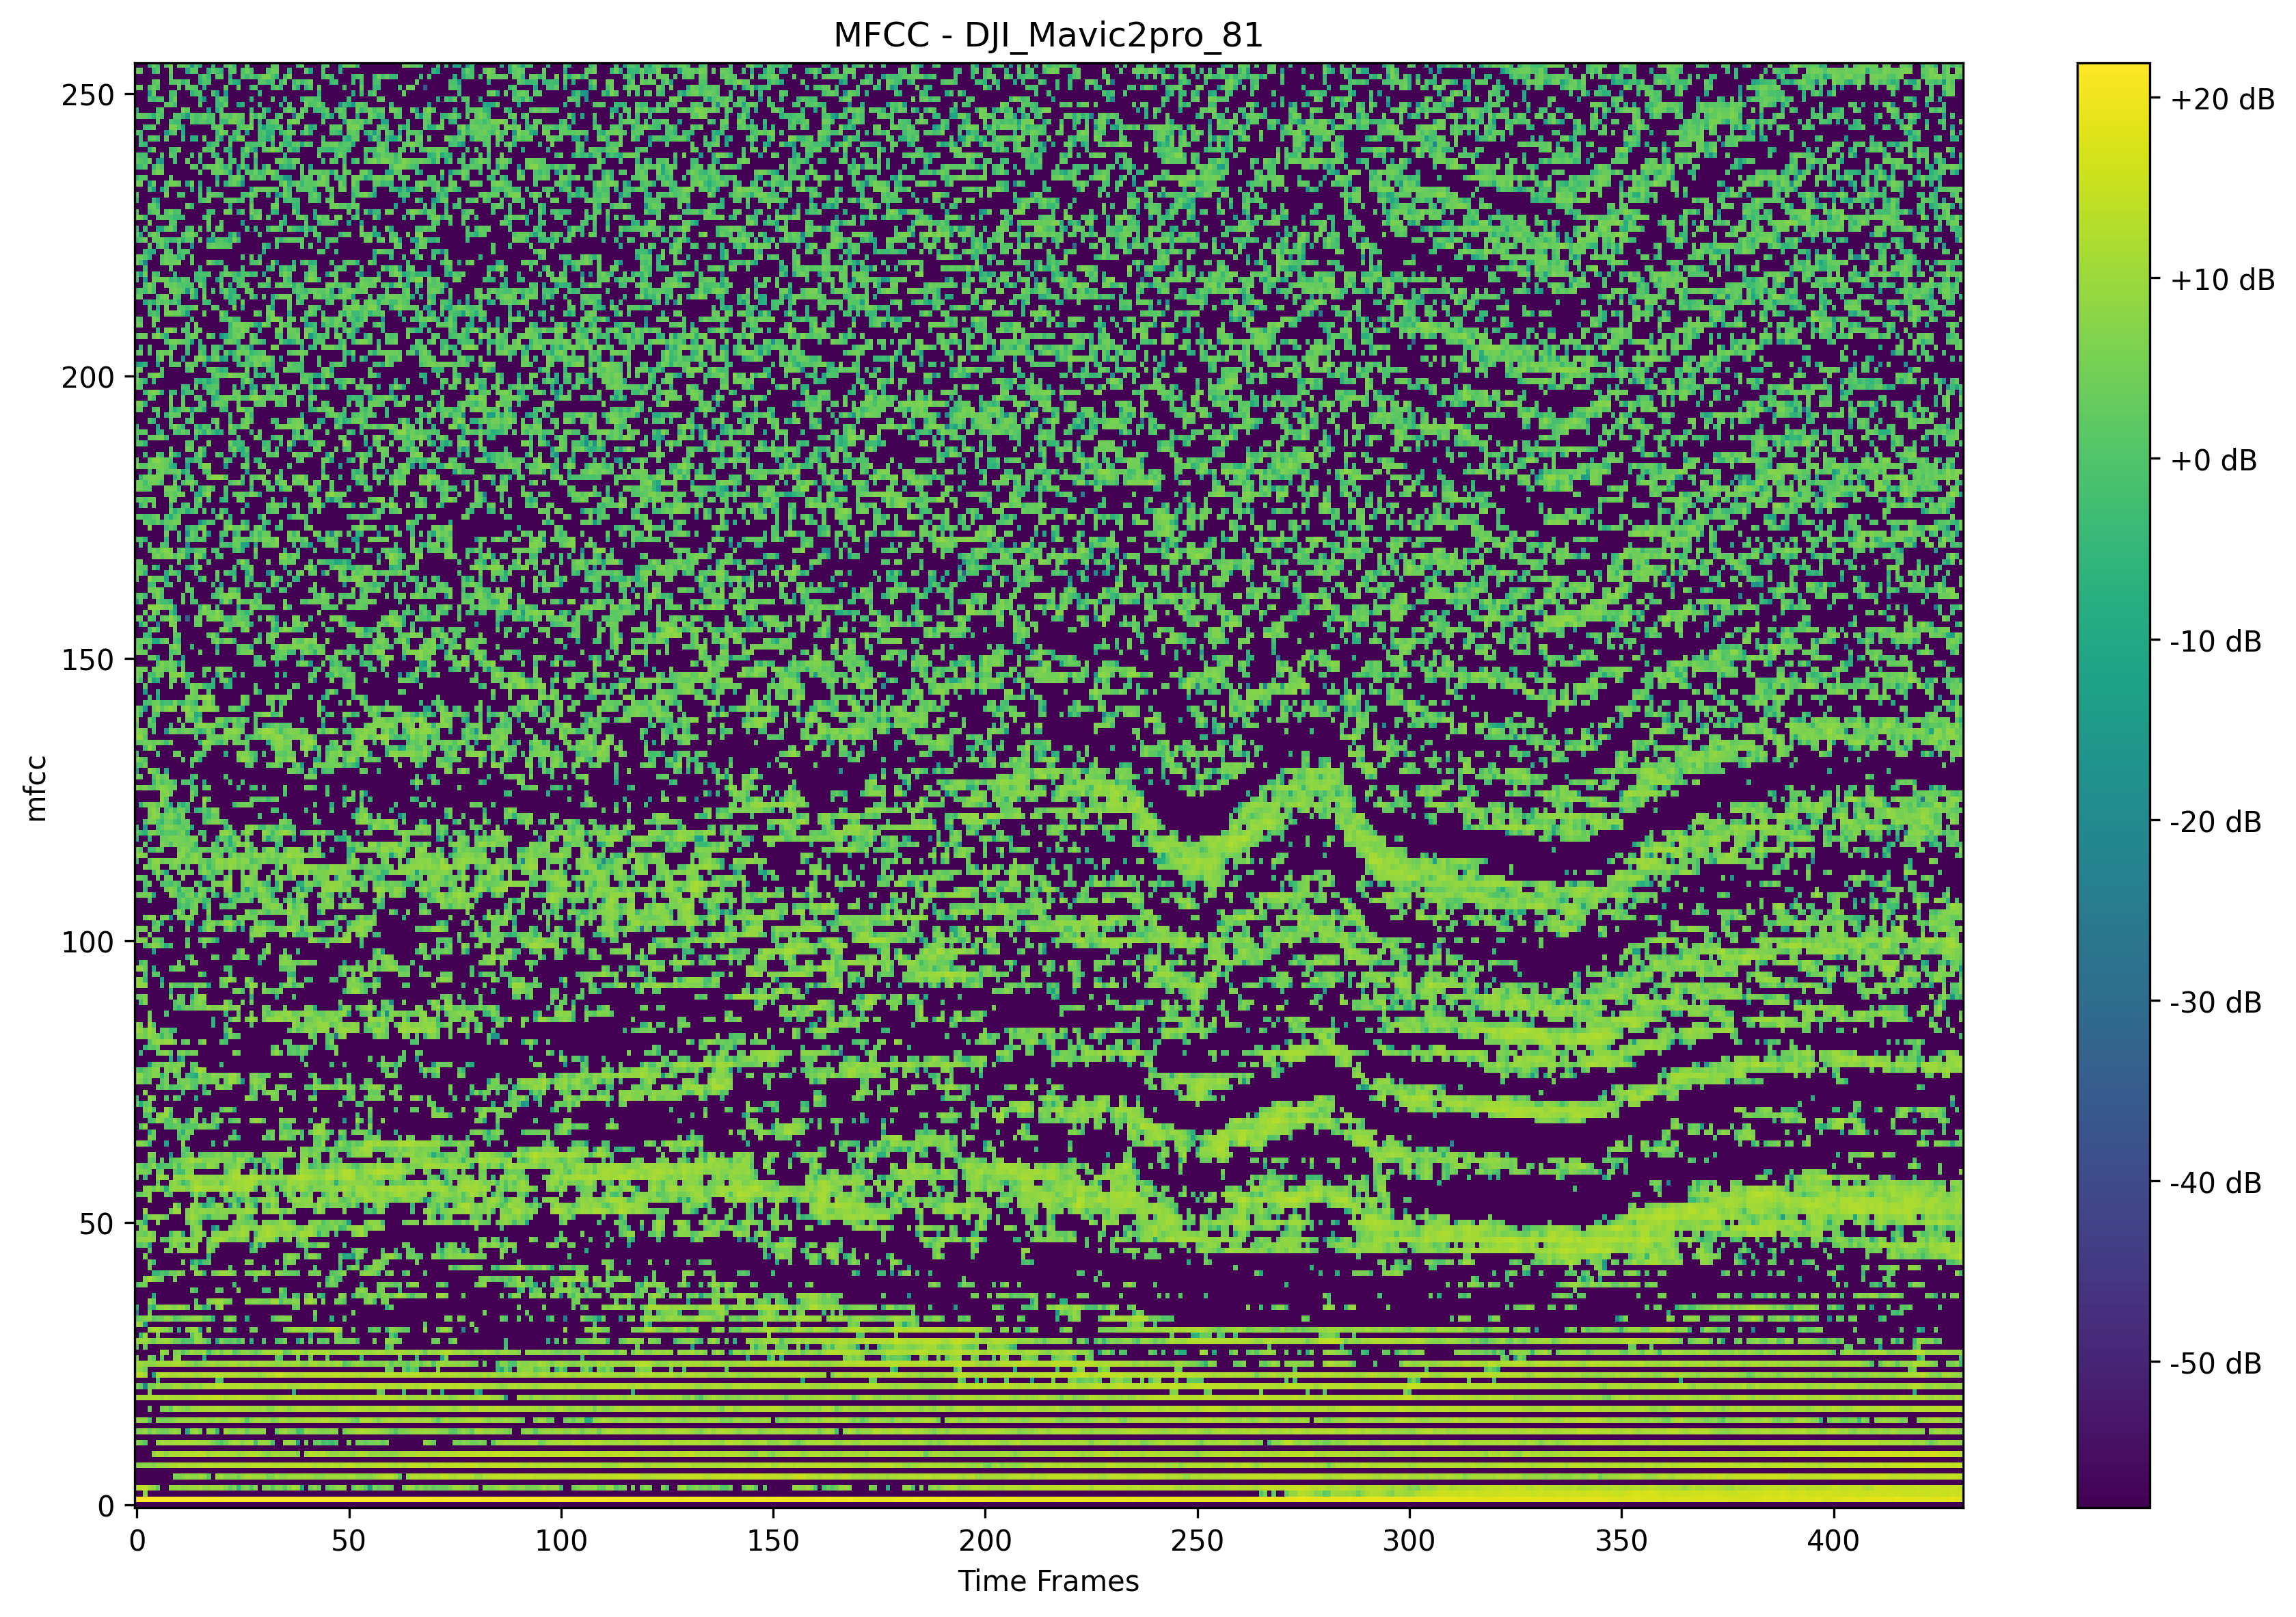 MFCC - DJI_Mavic2pro_81
250
200
150
100
50
0
mfcc
0 50 100 150 200 250 300 350 400
Time Frames
+20 dB
+10 dB
+0 dB
-10 dB
-20 dB
-30 dB
-40 dB
-50 dB